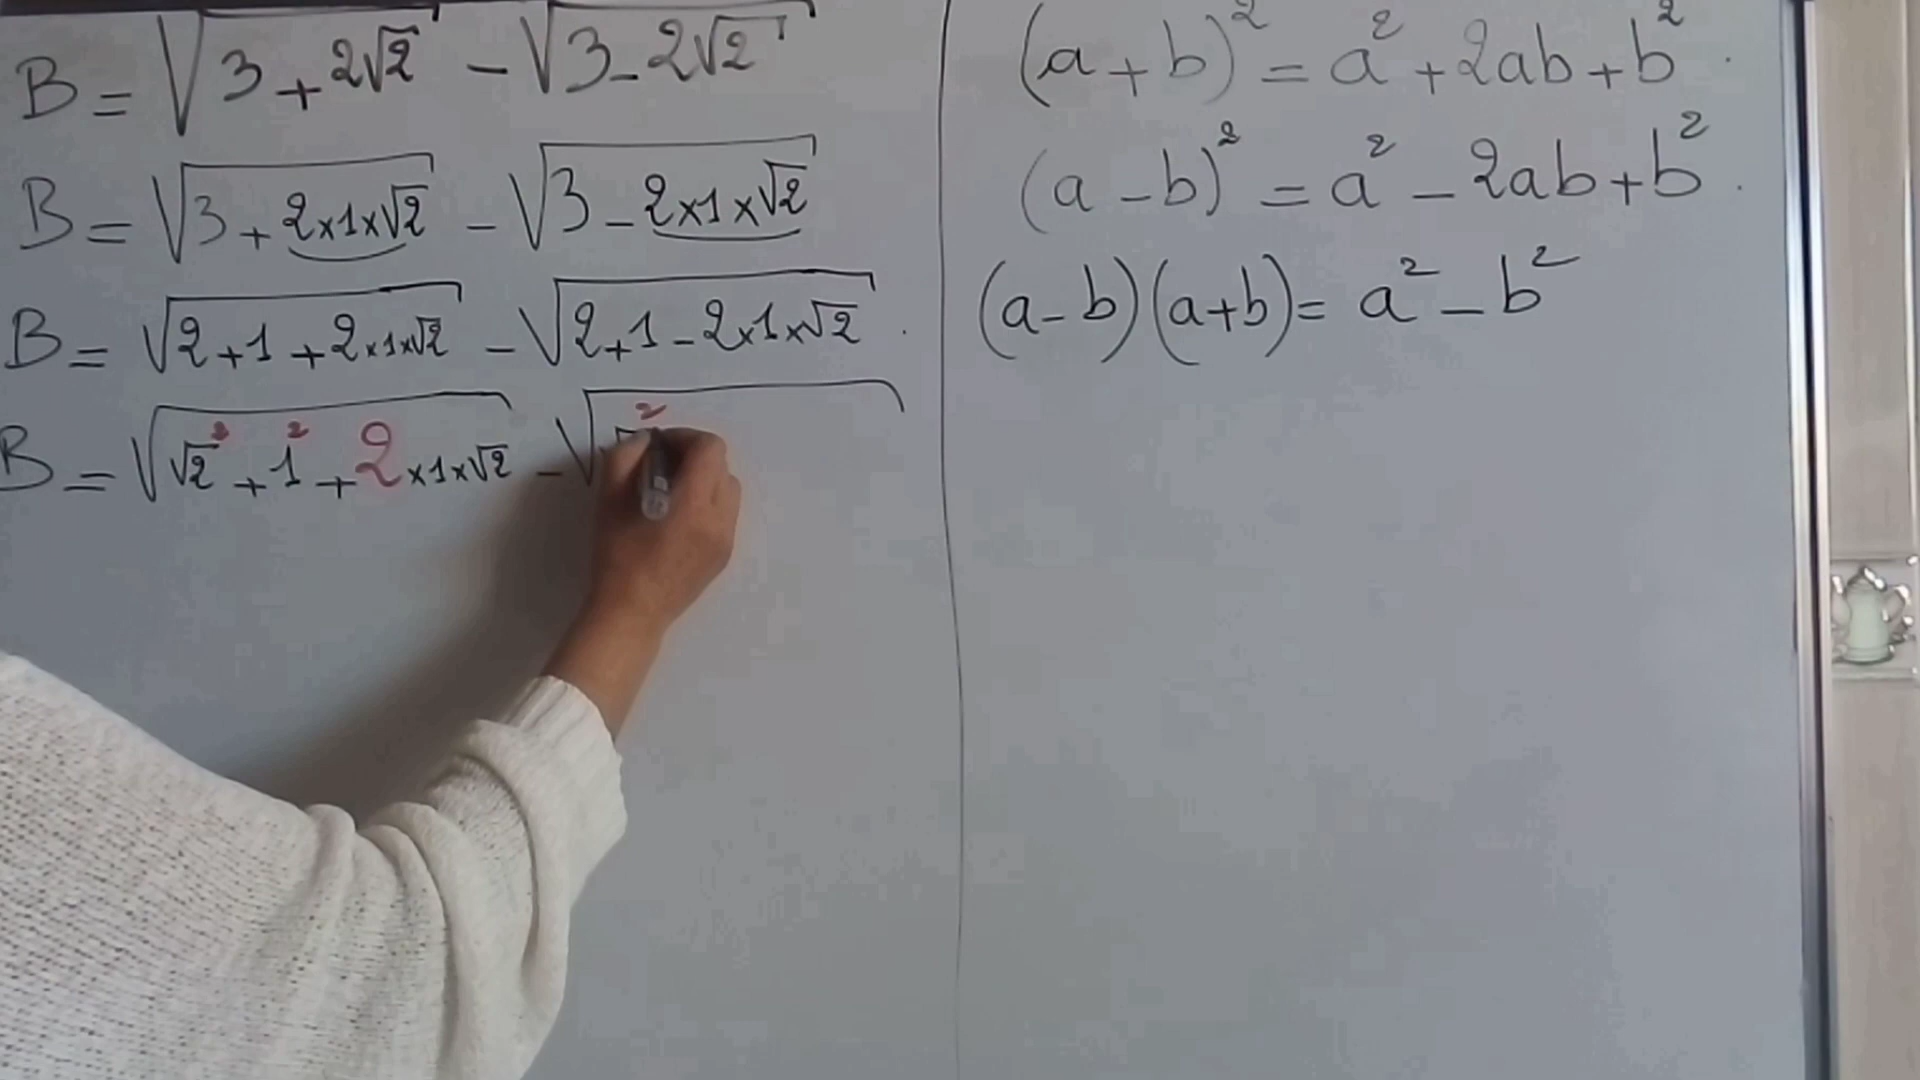 B = √(3 + 2√2) - √(3 - 2√2)
B = √(3 + 2×1×√2) - √(3 - 2×1×√2)
B = √(2+1+2×1×√2) - √(2+1-2×1×√2)
B = √(√2² + 1² + 2×1×√2) - √
(a + b)² = a² + 2ab + b²
(a - b)² = a² - 2ab + b²
(a - b)(a + b) = a² - b²